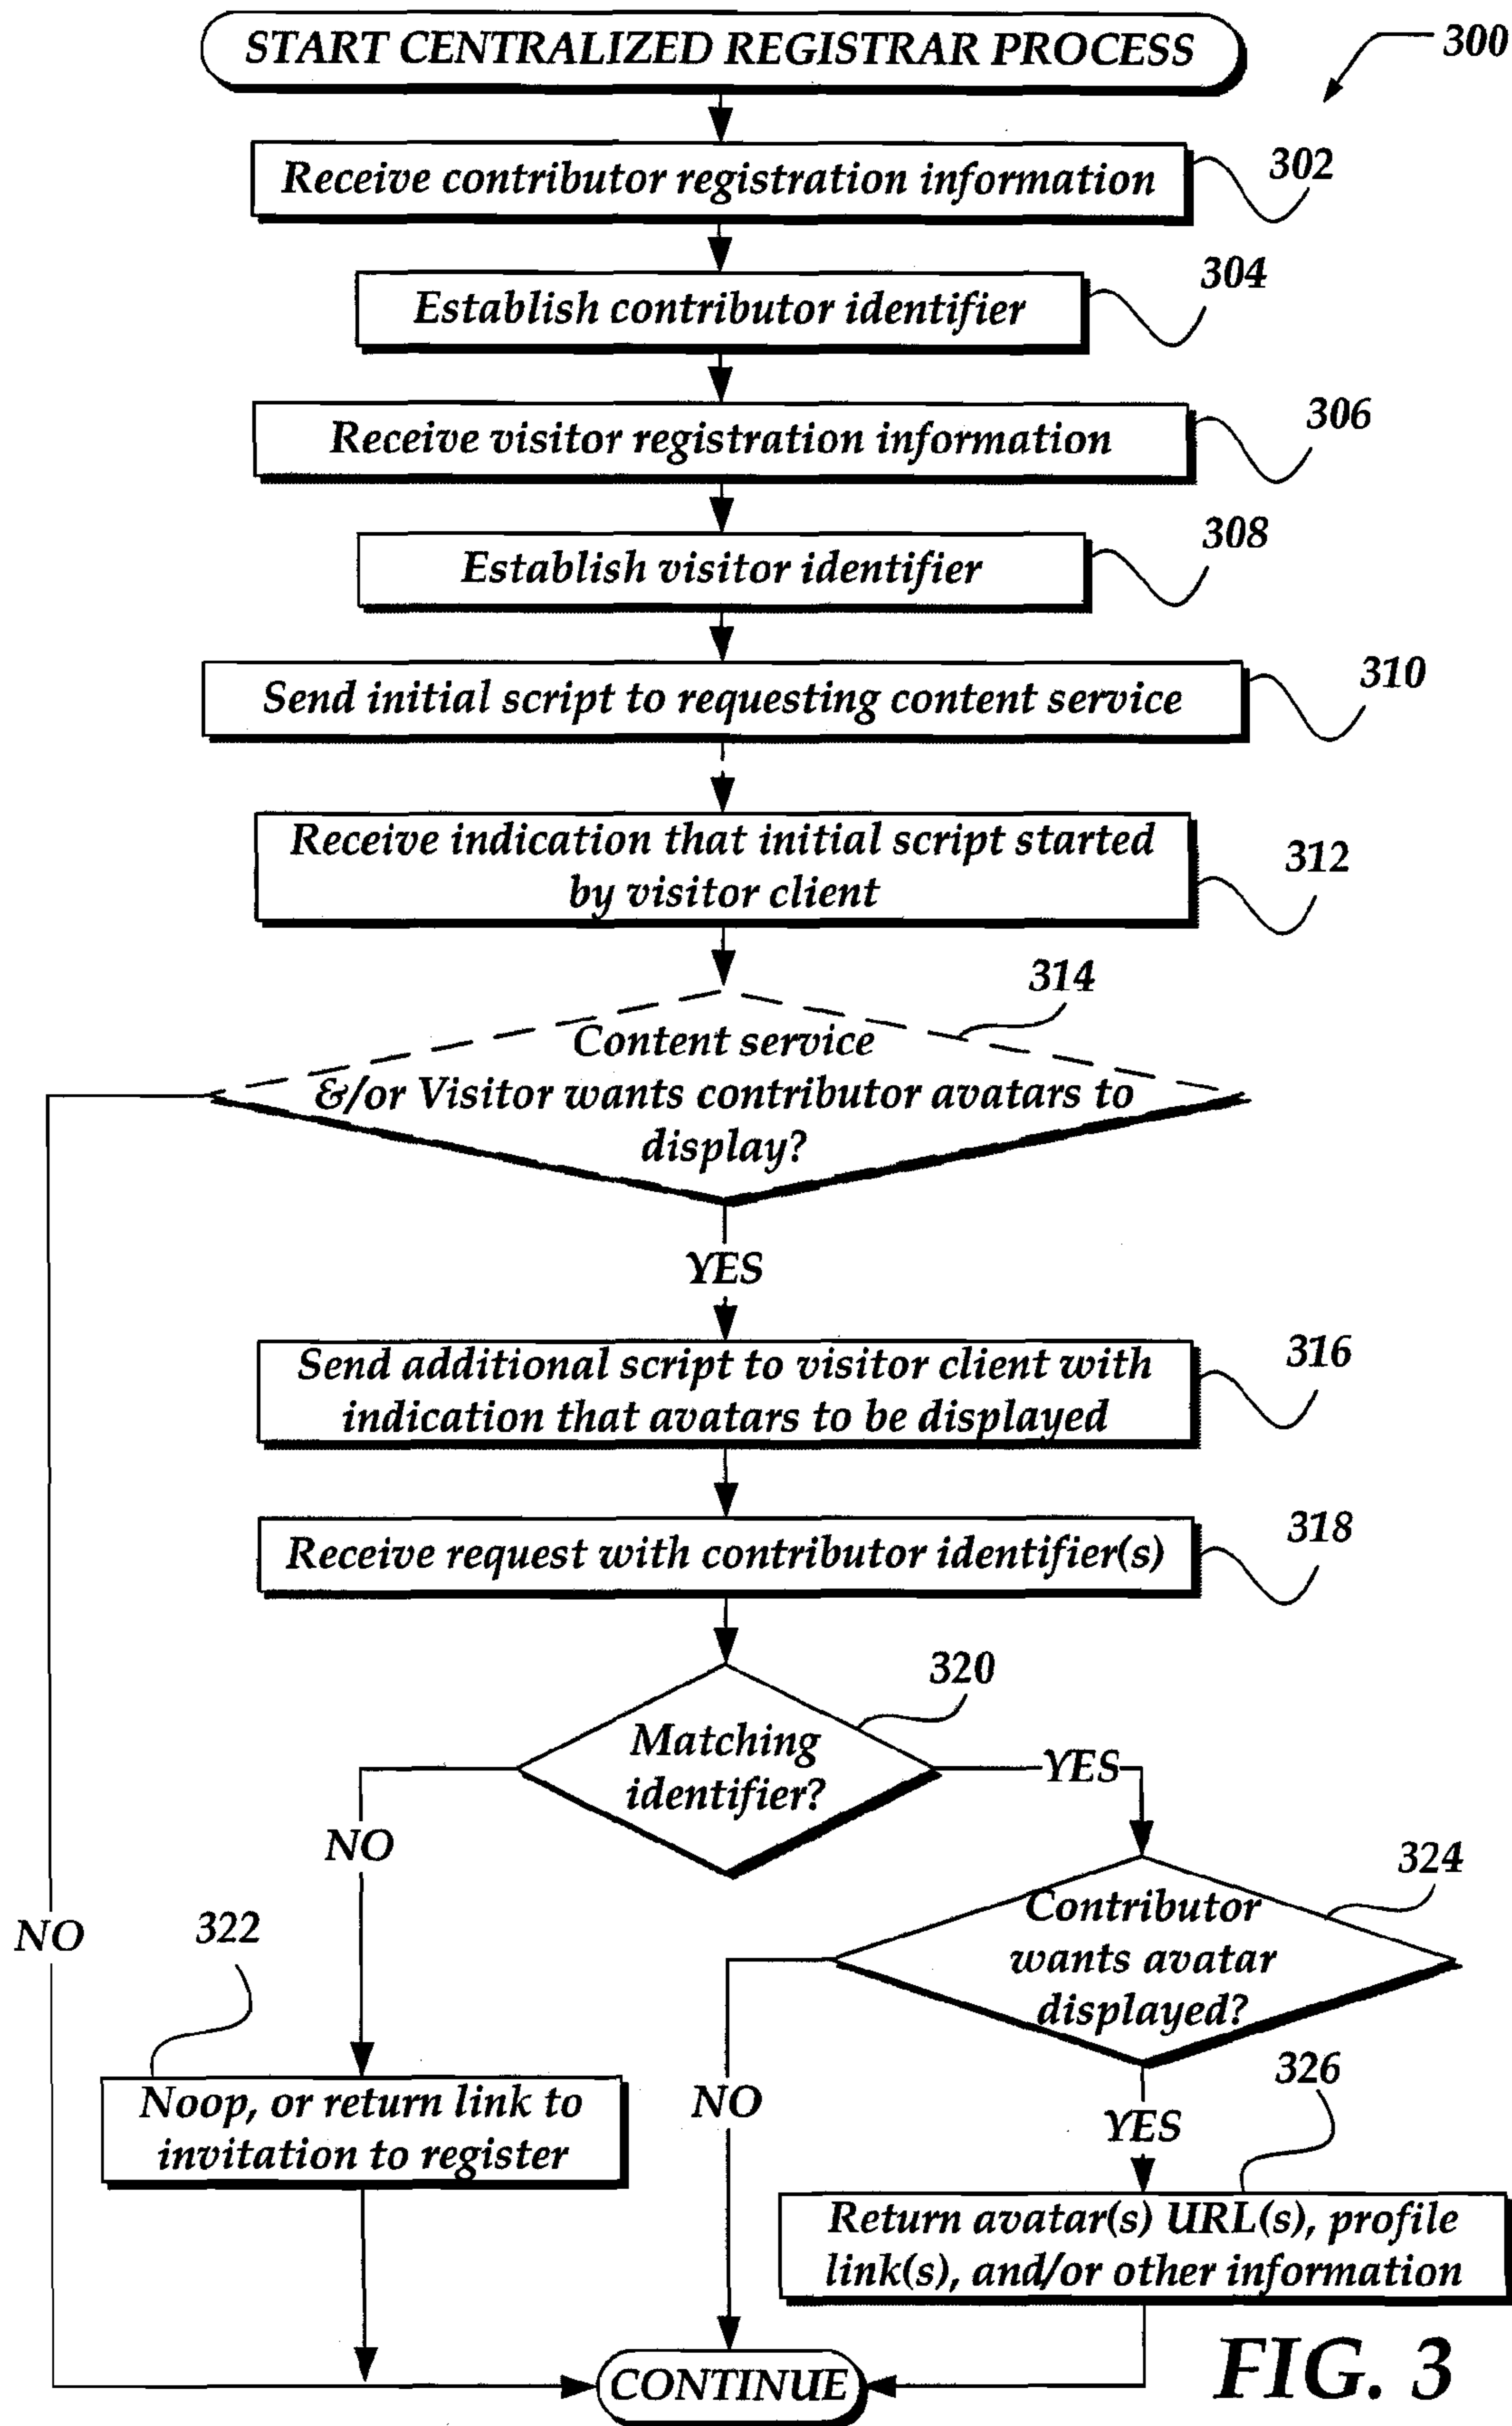 START CENTRALIZED REGISTRAR PROCESS
300
Receive contributor registration information
302
Establish contributor identifier
304
Receive visitor registration information
306
Establish visitor identifier
308
Send initial script to requesting content service
310
Receive indication that initial script started
by visitor client
312
314
Content service
&/or Visitor wants contributor avatars to
display?
YES
Send additional script to visitor client with
indication that avatars to be displayed
316
Receive request with contributor identifier(s)
318
320
Matching
identifier?
YES
NO
324
Contributor
wants avatar
displayed?
NO
322
326
Noop, or return link to
invitation to register
NO
YES
Return avatar(s) URL(s), profile
link(s), and/or other information
CONTINUE
FIG. 3